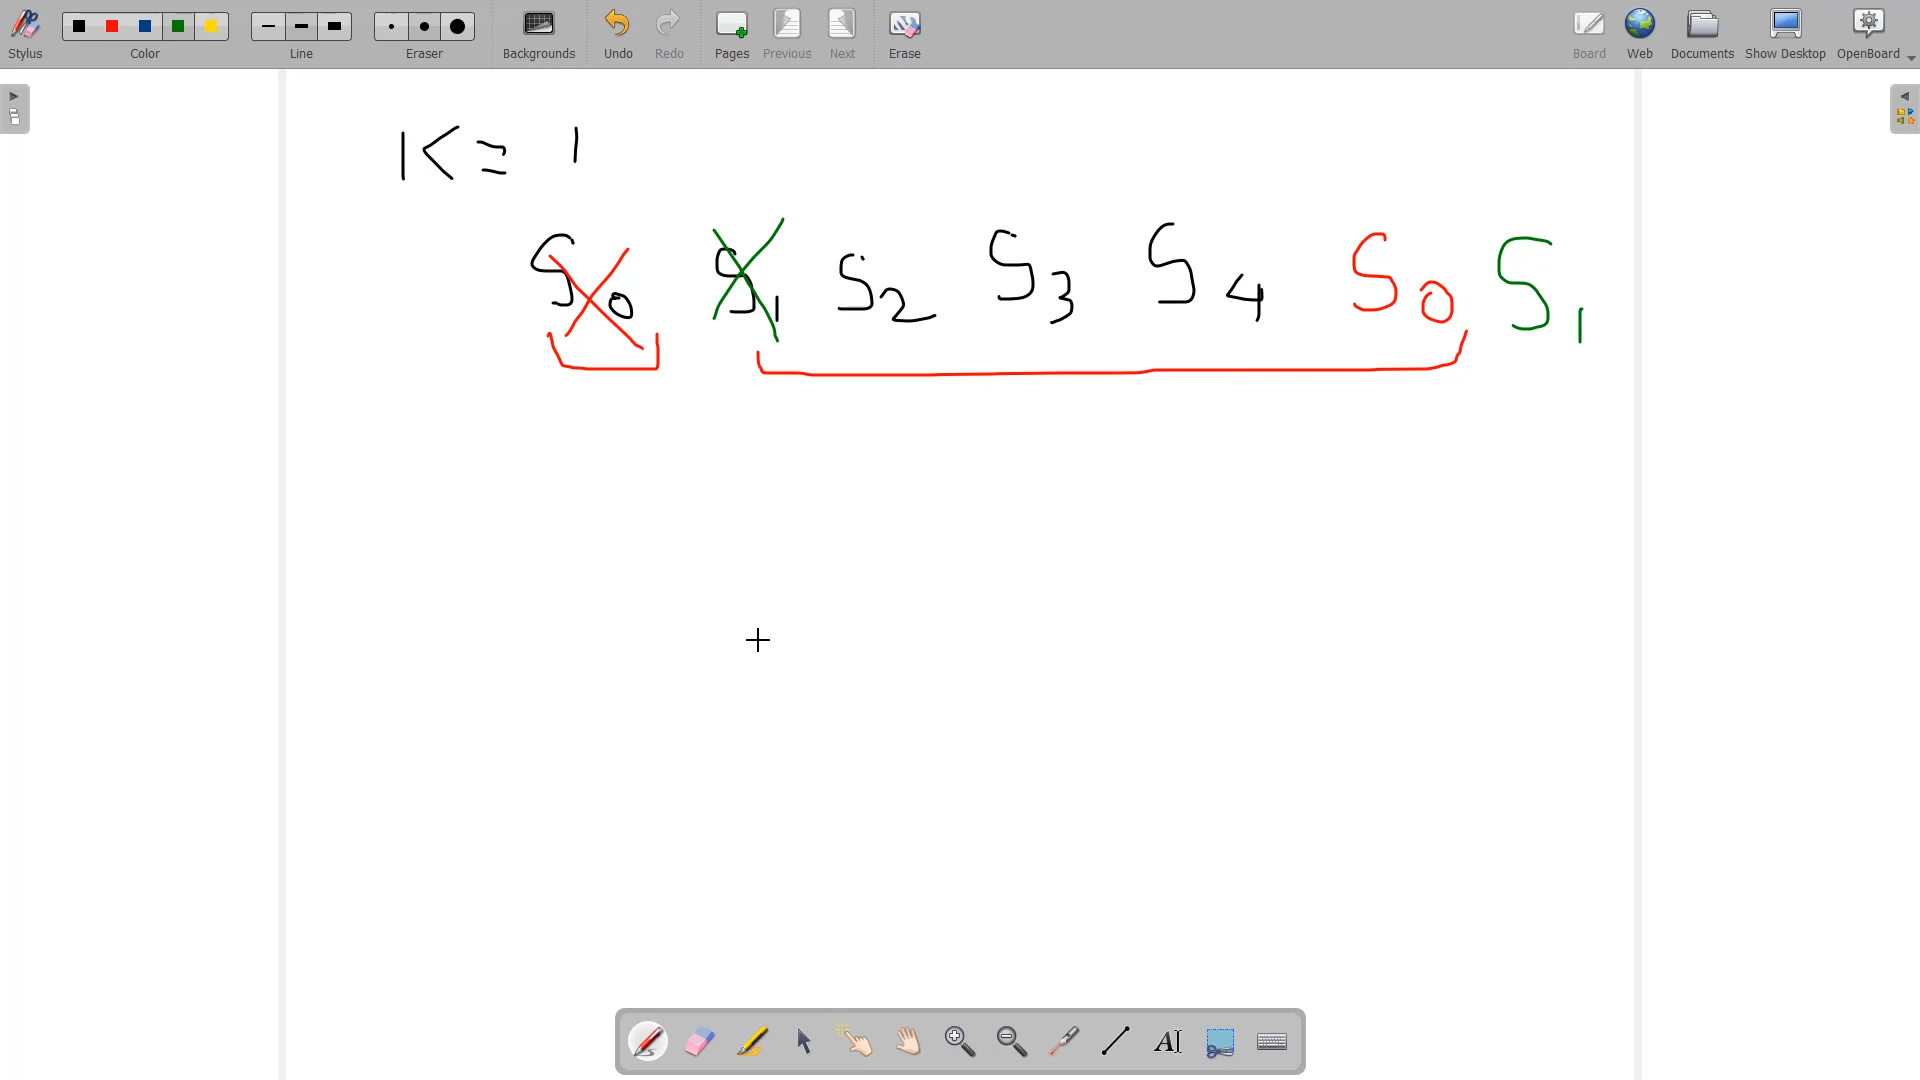 Stylus Color Line Eraser Backgrounds Undo Redo Pages Previous Next Erase Board Web Documents Show Desktop OpenBoard
K = 1
S0 S1 S2 S3 S4 S0 S1
A